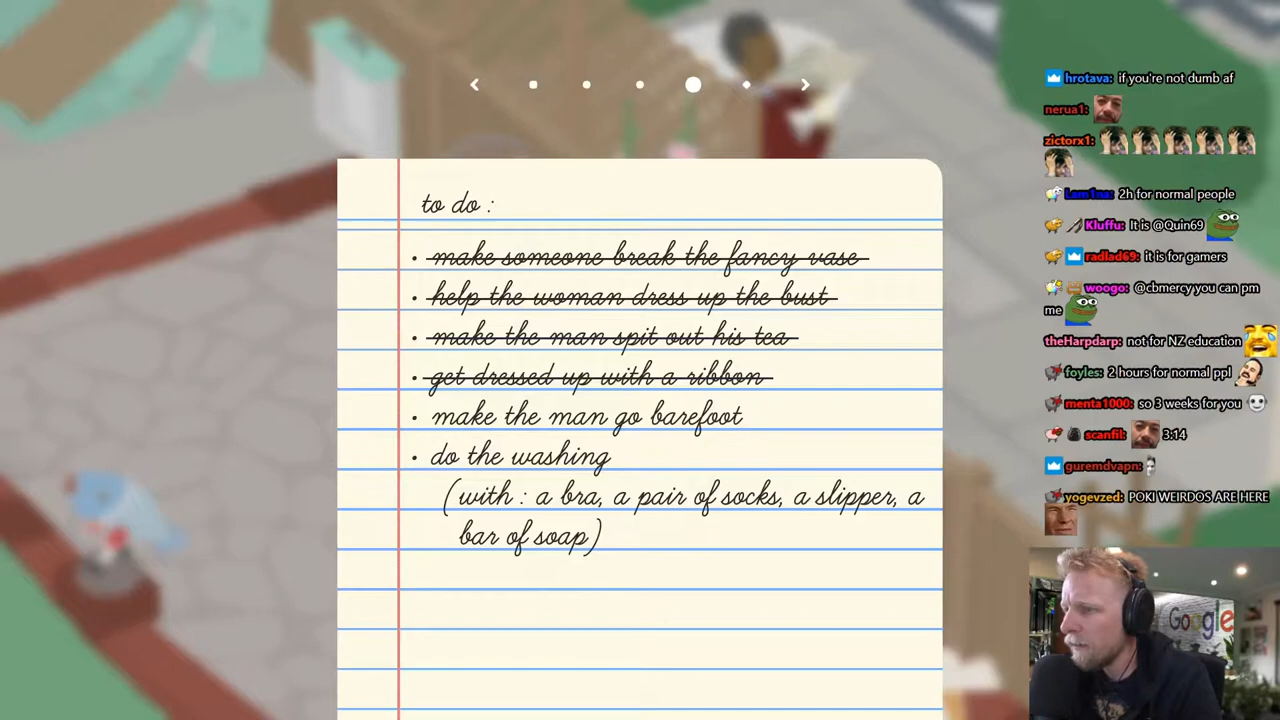 to do :
• make someone break the fancy vase
• help the woman dress up the bust
• make the man spit out his tea
• get dressed up with a ribbon
• make the man go barefoot
• do the washing
(with : a bra, a pair of socks, a slipper, a
bar of soap)
hrotava: if you're not dumb af
nerua1:
zictorx1:
Lam1na: 2h for normal people
Kluffu: It is @Quin69
radlad69: it is for gamers
woogo: @cbmercy,you can pm
me
theHarpdarp: not for NZ education
foyles: 2 hours for normal ppl
menta1000: so 3 weeks for you
scanfil: 3:14
guremdvapn:
yogevzed: POKI WEIRDOS ARE HERE
Google